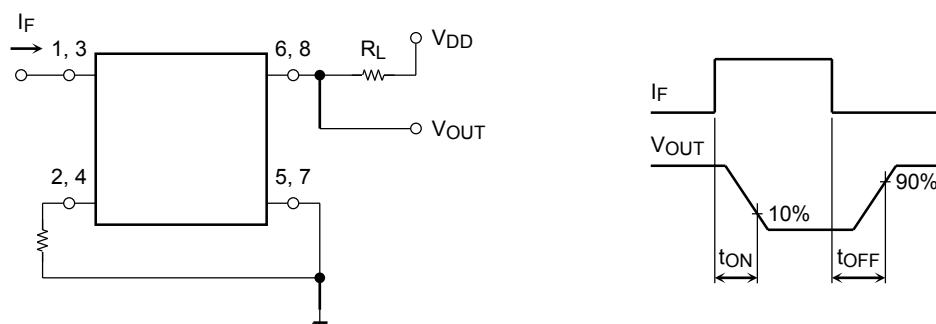 IF
1, 3
6, 8
RL
VDD
VOUT
2, 4
5, 7
IF
VOUT
10%
90%
tON
tOFF